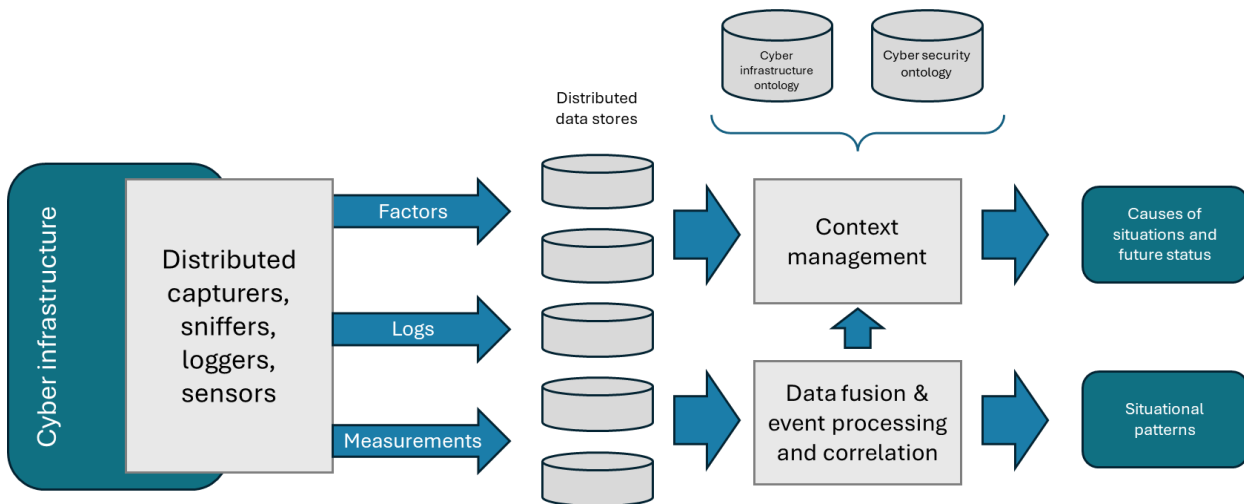 Cyber
infrastructure
ontology
Cyber security
ontology
Distributed
data stores
Cyber infrastructure
Distributed
capturers,
sniffers,
loggers,
sensors
Factors
Logs
Measurements
Context
management
Causes of
situations and
future status
Data fusion &
event processing
and correlation
Situational
patterns